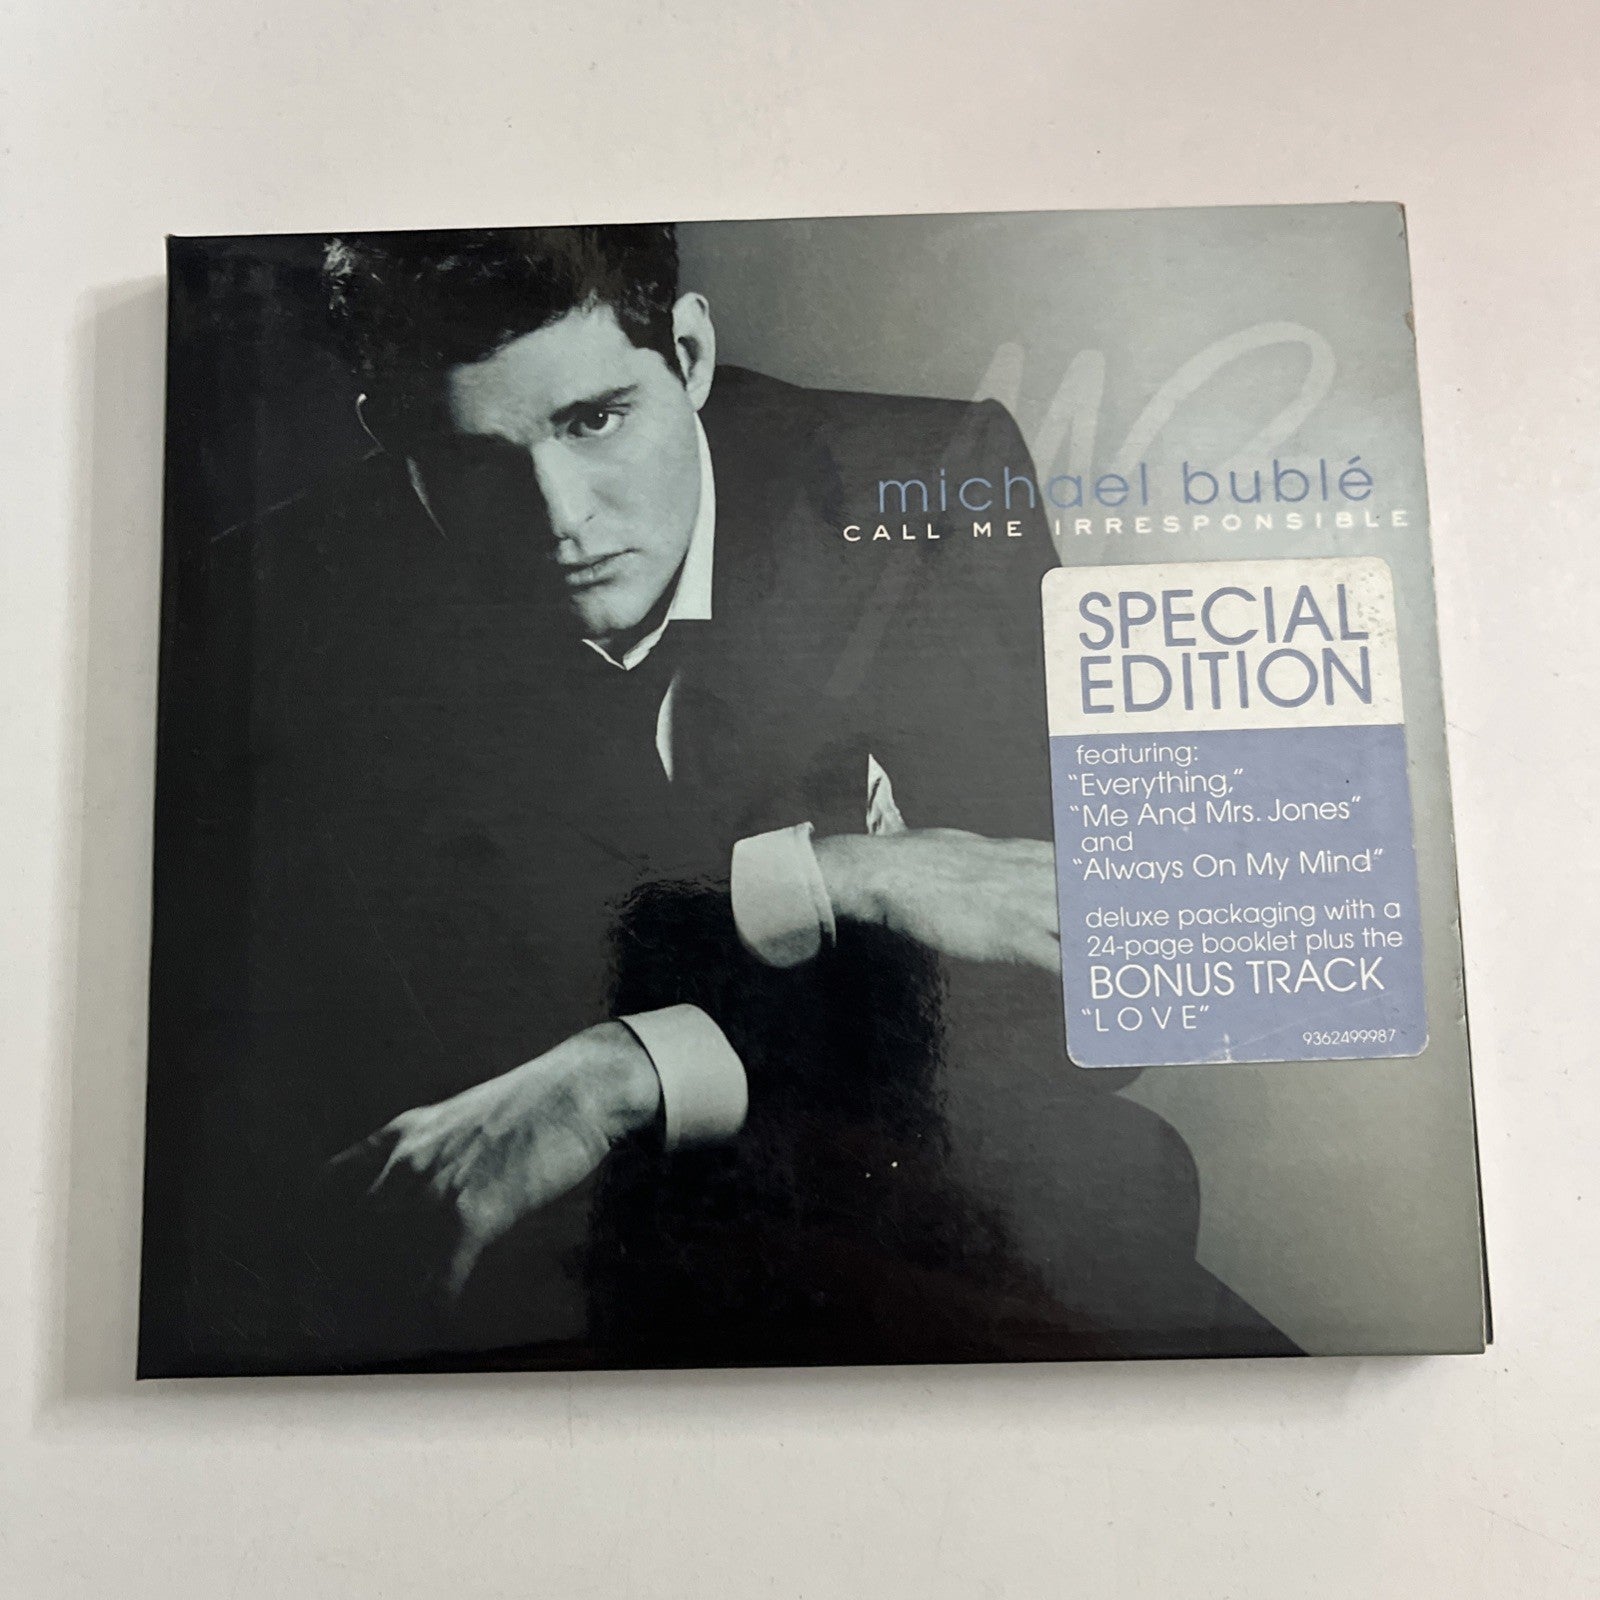 MB
michael bublé
CALL ME IRRESPONSIBLE
SPECIAL
EDITION
featuring:
"Everything,"
"Me And Mrs. Jones"
and
"Always On My Mind"
deluxe packaging with a
24-page booklet plus the
BONUS TRACK
"LOVE"
9362499987